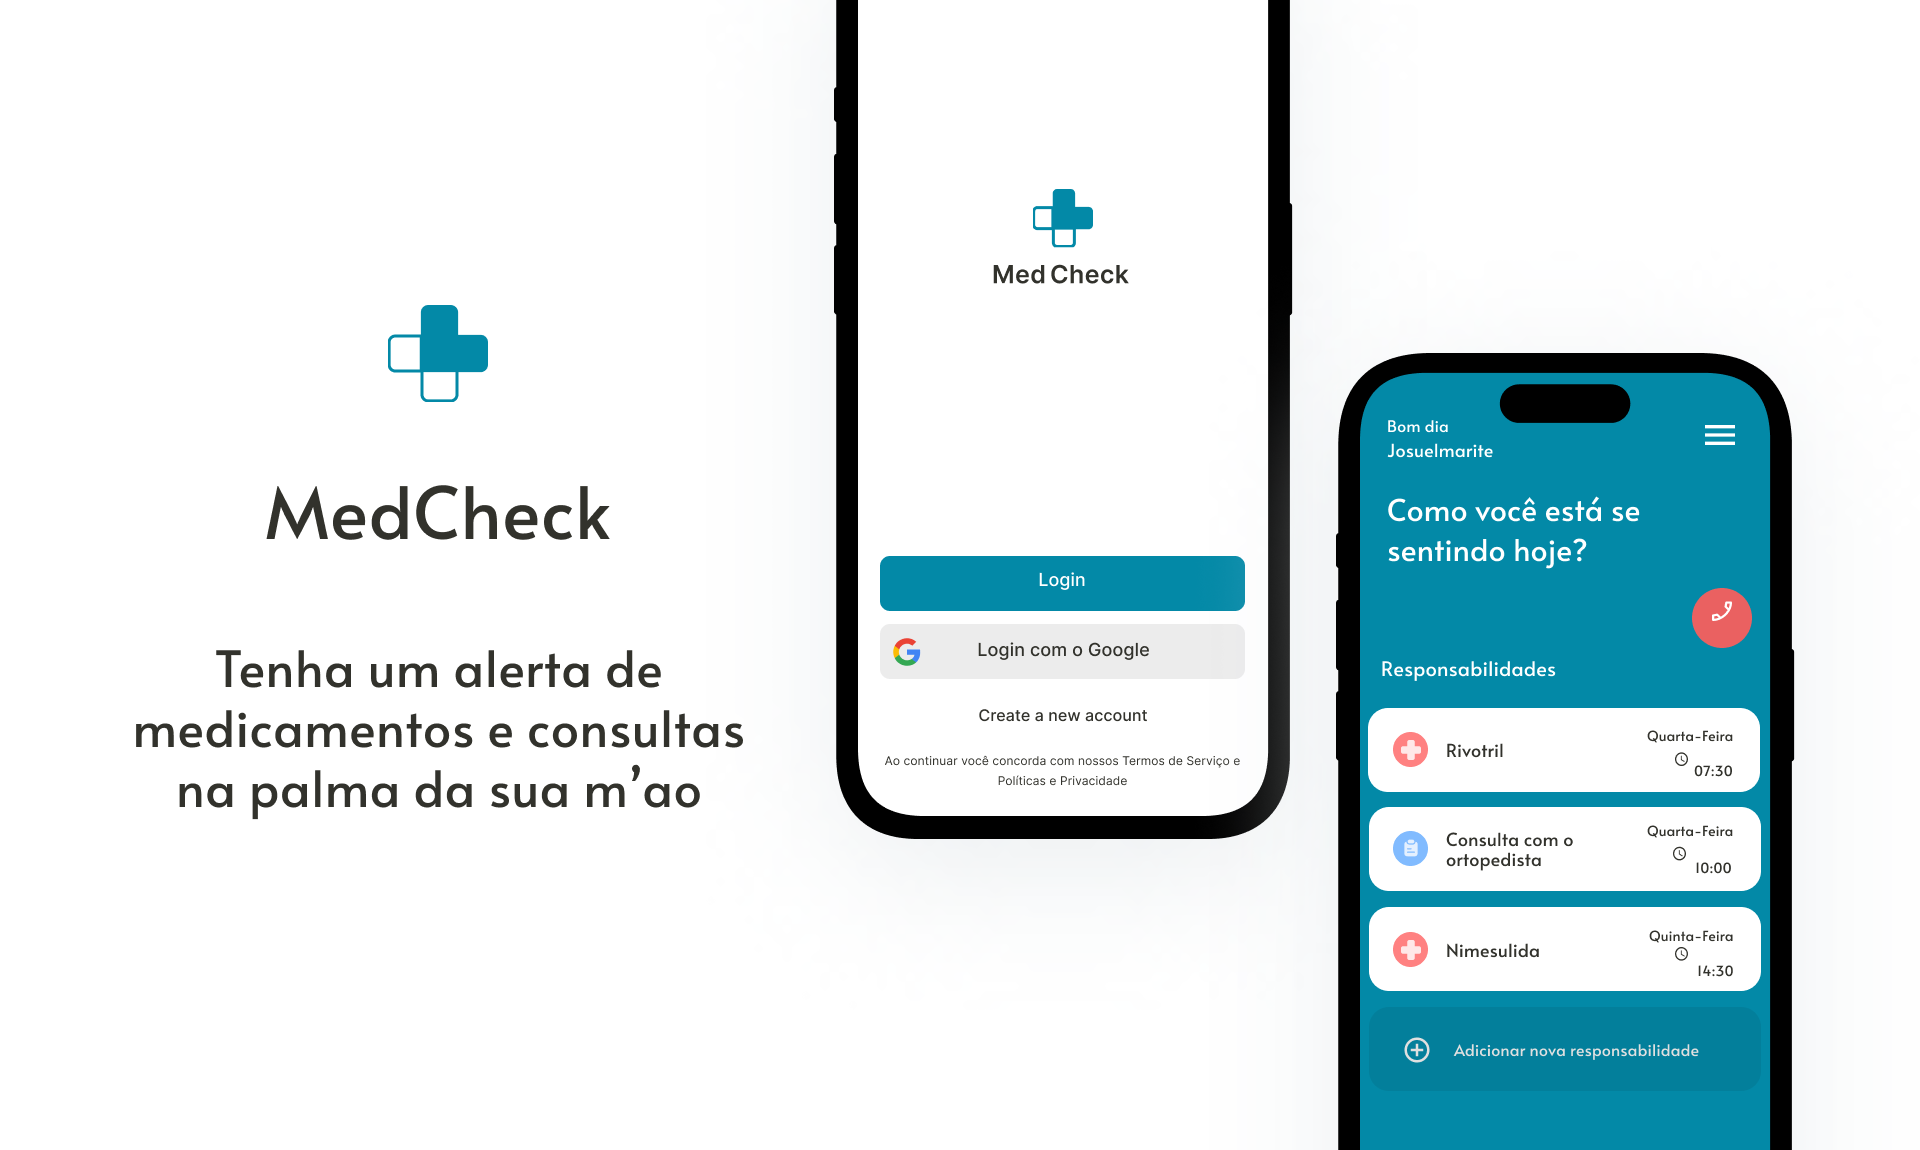 MedCheck
Tenha um alerta de
medicamentos e consultas
na palma da sua m’ao
Med Check
Login
Login com o Google
Create a new account
Ao continuar você concorda com nossos Termos de Serviço e
Políticas e Privacidade
Bom dia
Josuelmarite
Como você está se
sentindo hoje?
Responsabilidades
Rivotril
Quarta-Feira
07:30
Consulta com o
ortopedista
Quarta-Feira
10:00
Nimesulida
Quinta-Feira
14:30
Adicionar nova responsabilidade